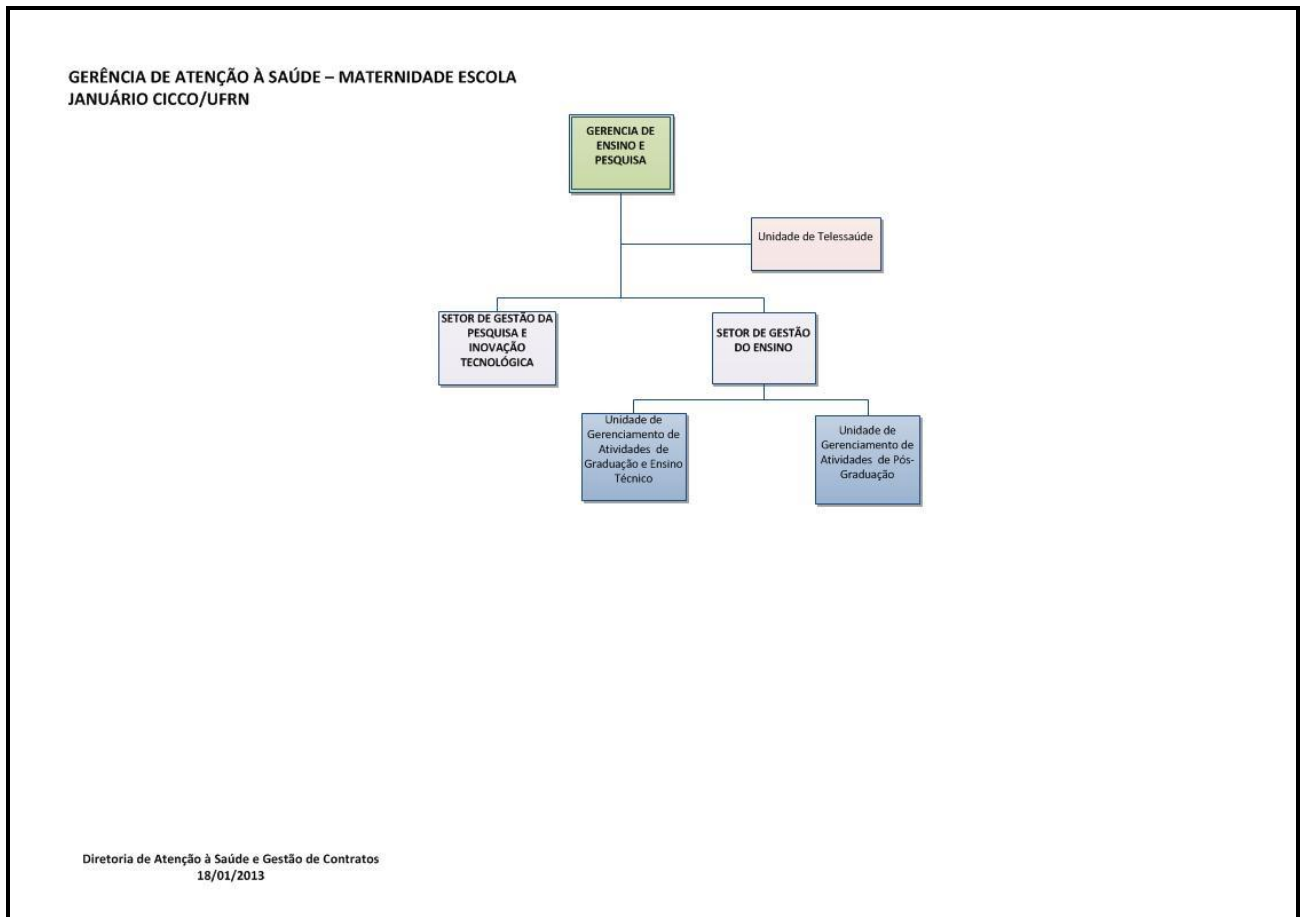 GERÊNCIA DE ATENÇÃO À SAÚDE – MATERNIDADE ESCOLA
JANUÁRIO CICCO/UFRN
GERENCIA DE
ENSINO E
PESQUISA
Unidade de Telessaúde
SETOR DE GESTÃO DA
PESQUISA E
INOVAÇÃO
TECNOLÓGICA
SETOR DE GESTÃO
DO ENSINO
Unidade de
Gerenciamento de
Atividades de
Graduação e Ensino
Técnico
Unidade de
Gerenciamento de
Atividades de Pós-
Graduação
Diretoria de Atenção à Saúde e Gestão de Contratos
18/01/2013